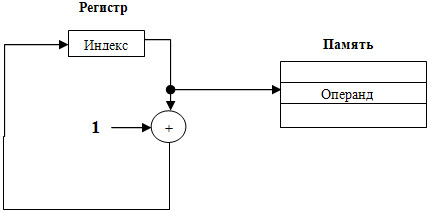 Регистр
Индекс
Память
Операнд
1
+